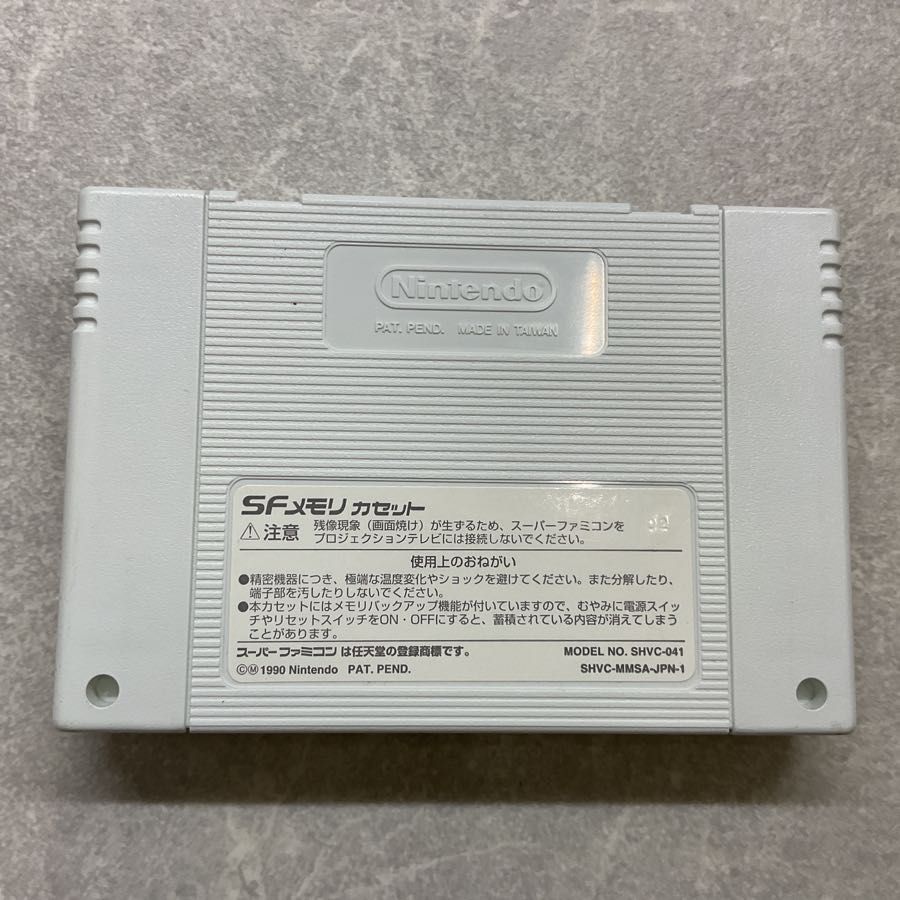 Nintendo
PAT. PEND. MADE IN TAIWAN
SFメモリ カセット
注意 残像現象(画面焼け)が生ずるため、スーパーファミコンを
プロジェクションテレビには接続しないでください。
使用上のおねがい
●精密機器につき、極端な温度変化やショックを避けてください。また分解したり、
端子部を汚したりしないでください。
●本カセットにはメモリバックアップ機能が付いていますので、むやみに電源スイッ
チやリセットスイッチをON・OFFにすると、蓄積されている内容が消えてしまう
ことがあります。
スーパーファミコンは任天堂の登録商標です。 MODEL NO. SHVC-041
©Ⓜ1990 Nintendo PAT. PEND. SHVC-MMSA-JPN-1